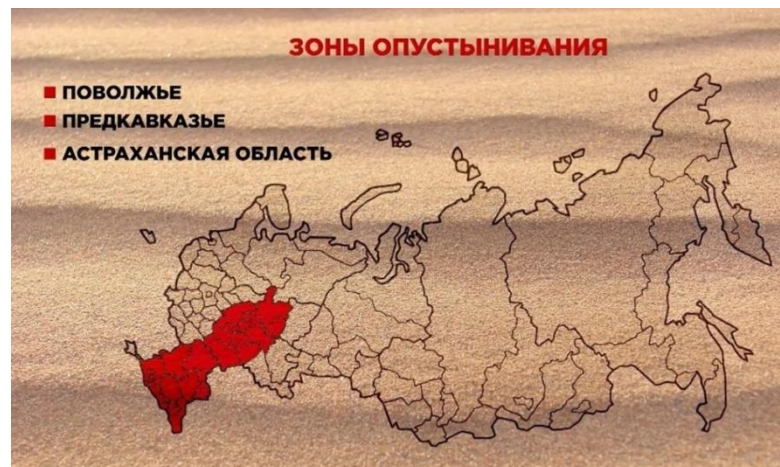 ЗОНЫ ОПУСТЫНИВАНИЯ
ПОВОЛЖЬЕ
ПРЕДКАВКАЗЬЕ
АСТРАХАНСКАЯ ОБЛАСТЬ